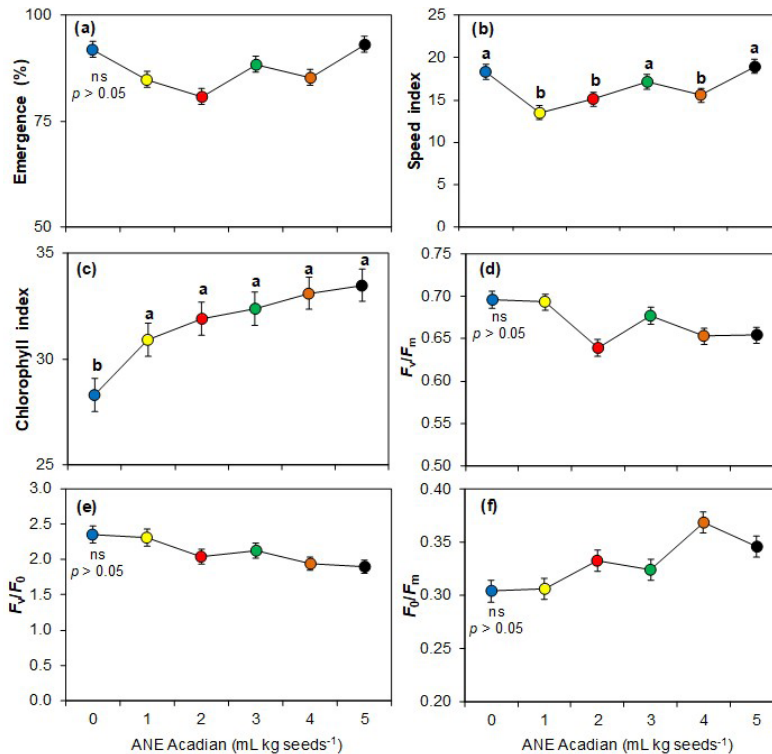 (a)
100
75
50
Emergence (%)
ns
p > 0.05
(b)
25
20
15
10
5
0
Speed index
a
b
b
a
b
a
(c)
35
30
25
Chlorophyll index
b
a
a
a
a
a
(d)
0.75
0.70
0.65
0.60
0.55
0.50
Fv/Fm
ns
p > 0.05
(e)
3.0
2.5
2.0
1.5
1.0
0.5
0.0
Fv/F0
ns
p > 0.05
0 1 2 3 4 5
ANE Acadian (mL kg seeds-1)
(f)
0.40
0.35
0.30
0.25
0.20
F0/Fm
ns
p > 0.05
0 1 2 3 4 5
ANE Acadian (mL kg seeds-1)